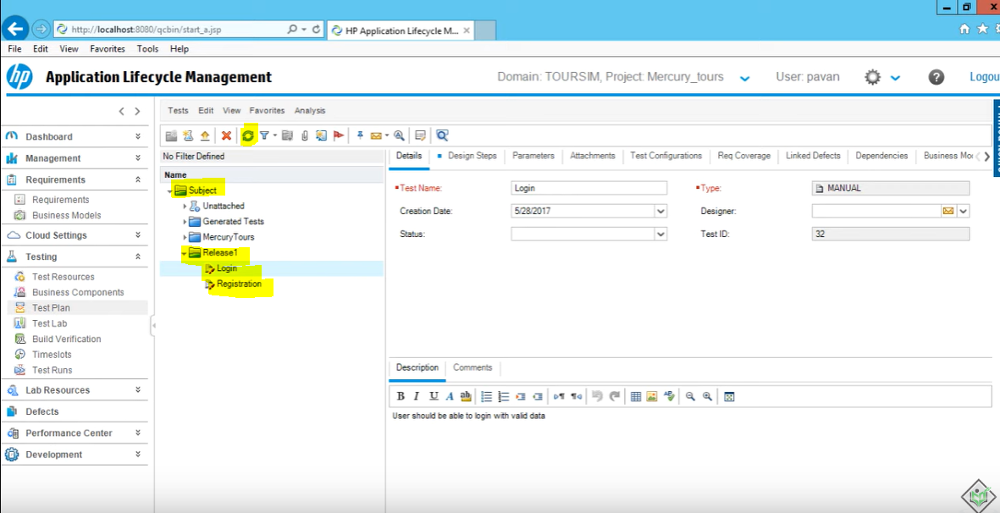 http://localhost:8080/qcbin/start_a.jsp
HP Application Lifecycle M...
File Edit View Favorites Tools Help
hp Application Lifecycle Management
Domain: TOURSIM, Project: Mercury_tours
User: pavan
Logou
Dashboard
Management
Requirements
Requirements
Business Models
Cloud Settings
Testing
Test Resources
Business Components
Test Plan
Test Lab
Build Verification
Timeslots
Test Runs
Lab Resources
Defects
Performance Center
Development
Tests Edit View Favorites Analysis
No Filter Defined
Name
Subject
Unattached
Generated Tests
MercuryTours
Release1
Login
Registration
Details Design Steps Parameters Attachments Test Configurations Req Coverage Linked Defects Dependencies Business Mo
*Test Name: Login *Type: MANUAL
Creation Date: 5/28/2017 Designer:
Status: Test ID: 32
Description Comments
B I U A ab
User should be able to login with valid data